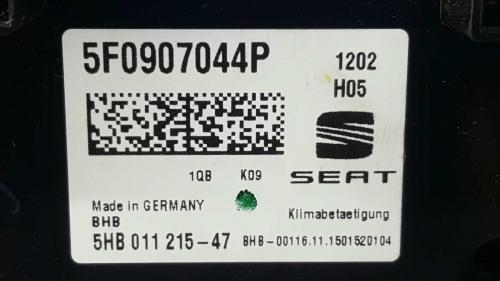 5F0907044P
1202
H05
1QB K09
SEAT
Made in GERMANY
BHB
Klimabetaetigung
5HB 011 215-47
BHB-00116.11.1501520104